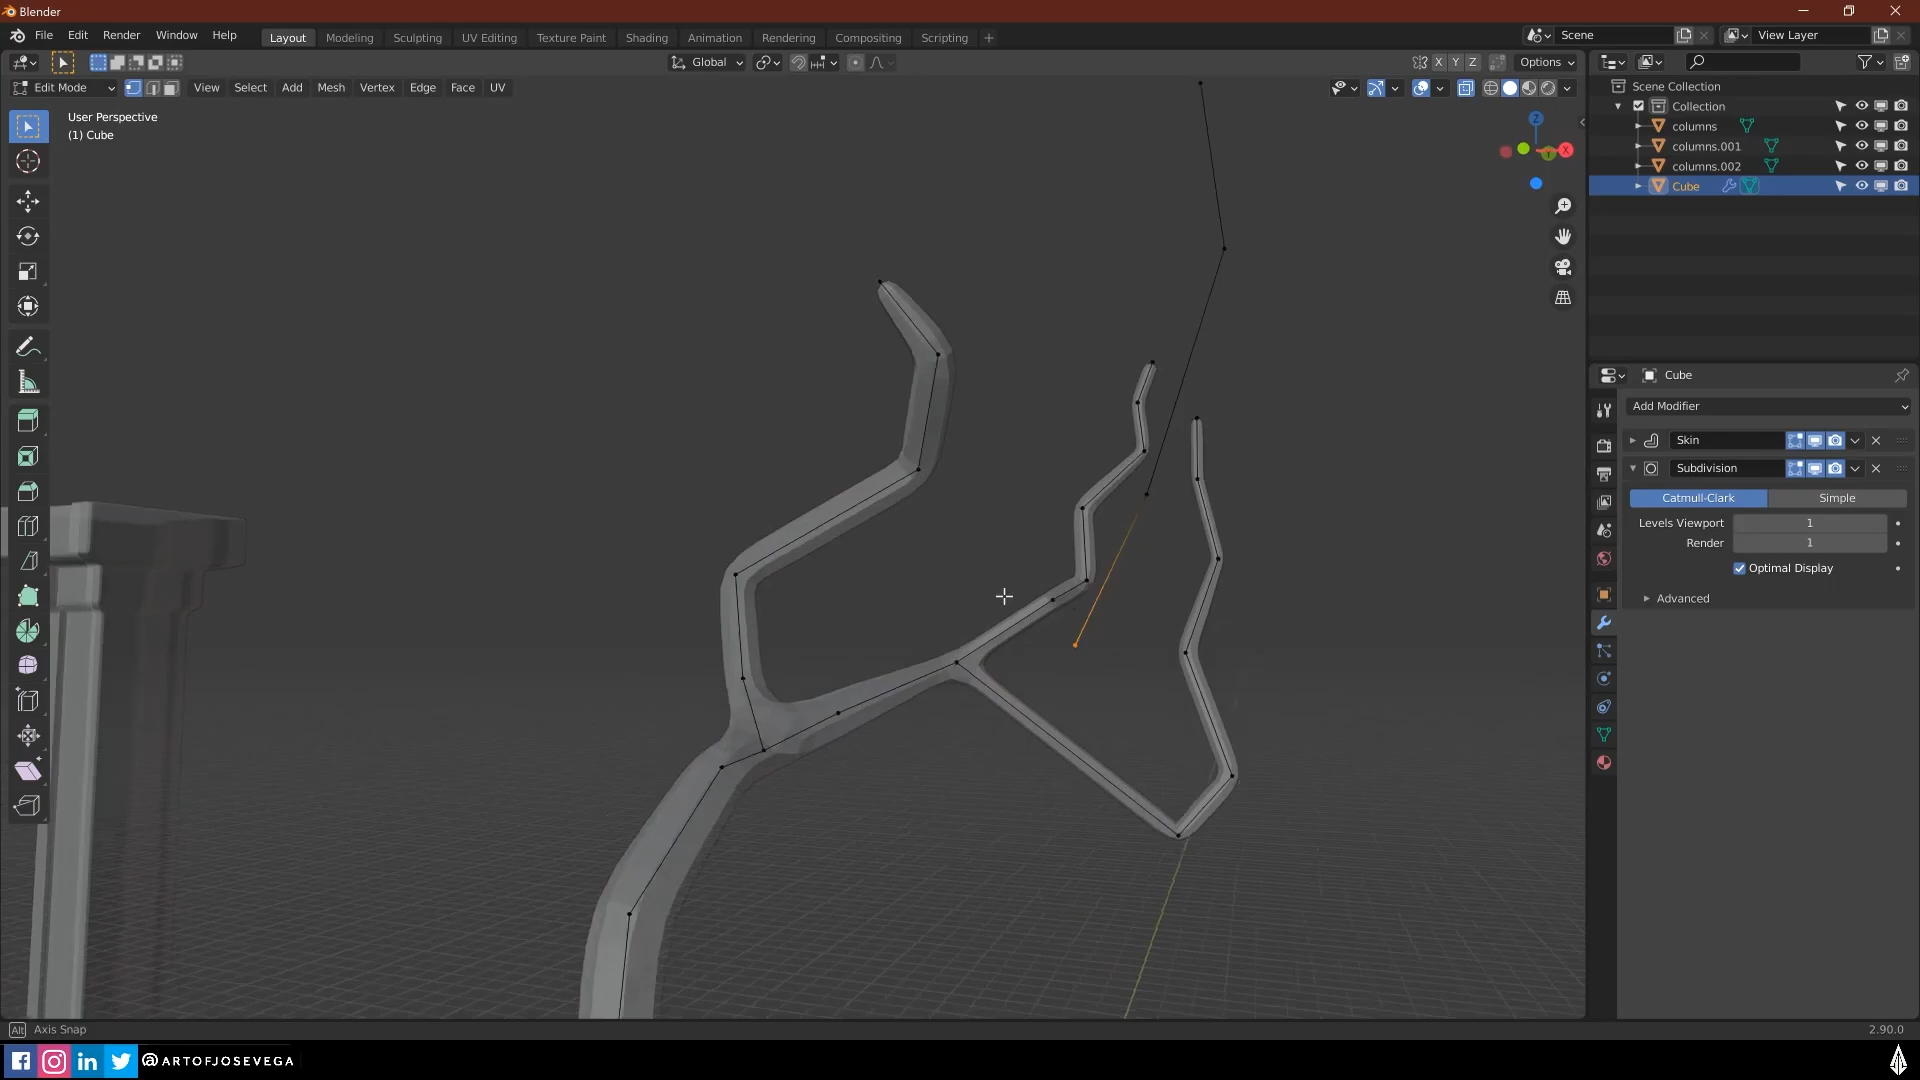 Blender
File Edit Render Window Help Layout Modeling Sculpting UV Editing Texture Paint Shading Animation Rendering Compositing Scripting + Scene View Layer
Global X Y Z Options
Edit Mode View Select Add Mesh Vertex Edge Face UV
User Perspective
(1) Cube
Z
X
Y
Scene Collection
Collection
columns
columns.001
columns.002
Cube
Cube
Add Modifier
Skin
Subdivision
Catmull-Clark Simple
Levels Viewport 1
Render 1
Optimal Display
Advanced
Alt Axis Snap 2.90.0
@ARTOFJOSEVEGA